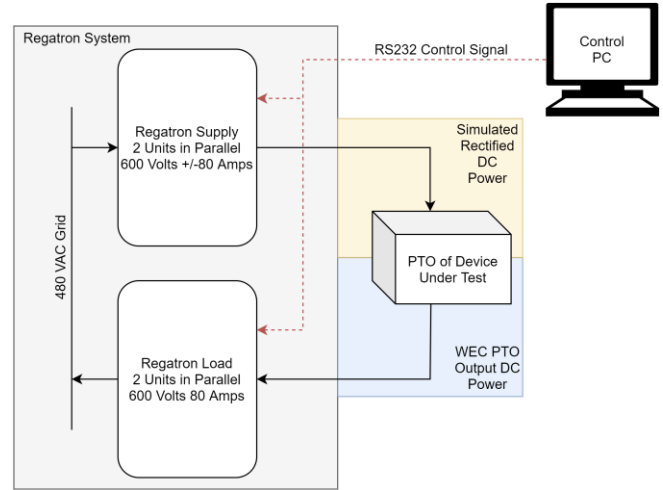 Regatron System
RS232 Control Signal
Control
PC
Regatron Supply
2 Units in Parallel
600 Volts +/-80 Amps
Simulated
Rectified
DC
Power
480 VAC Grid
PTO of Device
Under Test
Regatron Load
2 Units in Parallel
600 Volts 80 Amps
WEC PTO
Output DC
Power